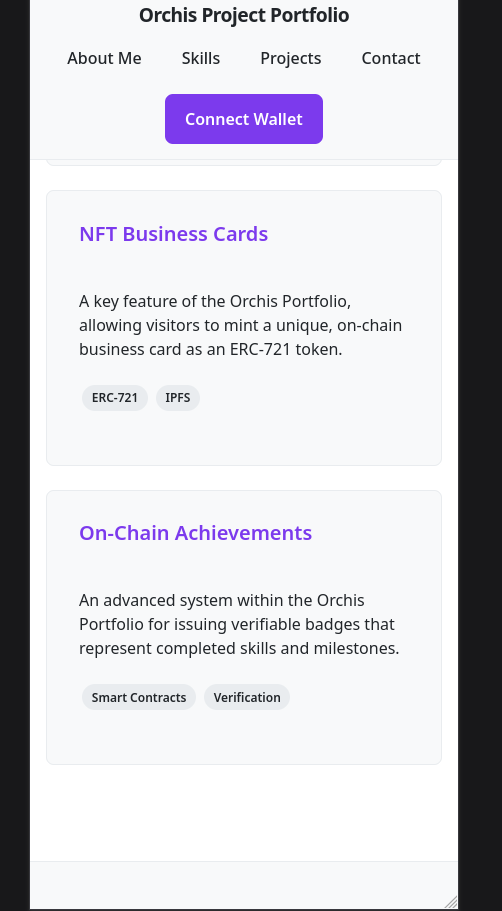 Orchis Project Portfolio
About Me Skills Projects Contact
Connect Wallet
NFT Business Cards
A key feature of the Orchis Portfolio,
allowing visitors to mint a unique, on-chain
business card as an ERC-721 token.
ERC-721 IPFS
On-Chain Achievements
An advanced system within the Orchis
Portfolio for issuing verifiable badges that
represent completed skills and milestones.
Smart Contracts Verification